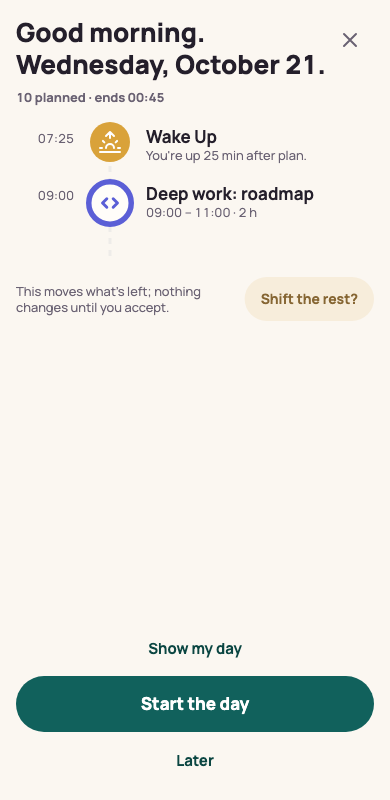 Good morning.
Wednesday, October 21.
10 planned · ends 00:45
07:25
Wake Up
You're up 25 min after plan.
09:00
Deep work: roadmap
09:00 – 11:00 · 2 h
This moves what's left; nothing
changes until you accept.
Shift the rest?
Show my day
Start the day
Later